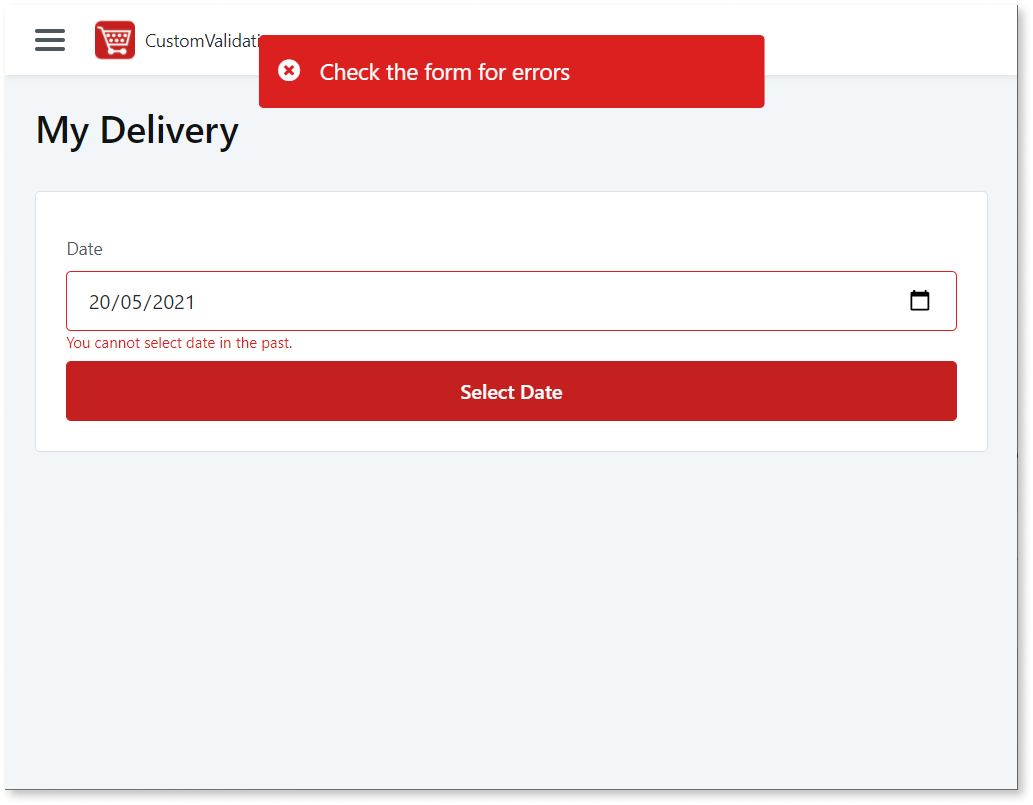 CustomValidati
Check the form for errors
My Delivery
Date
20/05/2021
You cannot select date in the past.
Select Date